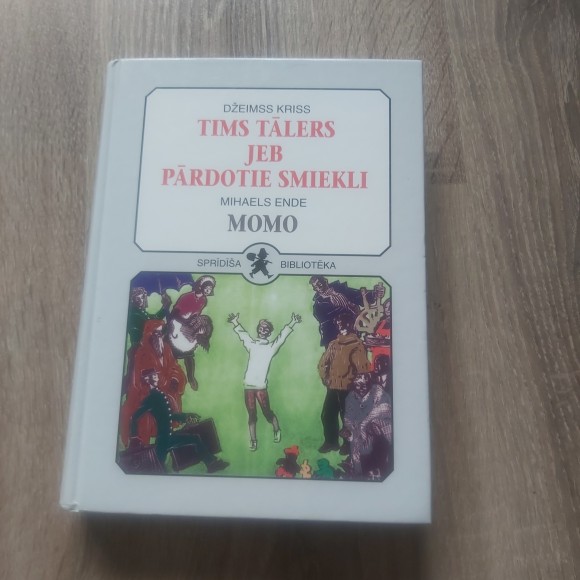 DŽEIMSS KRISS
TIMS TĀLERS
JEB
PĀRDOTIE SMIEKLI
MIHAELS ENDE
MOMO
SPRĪDĪŠA BIBLIOTĒKA